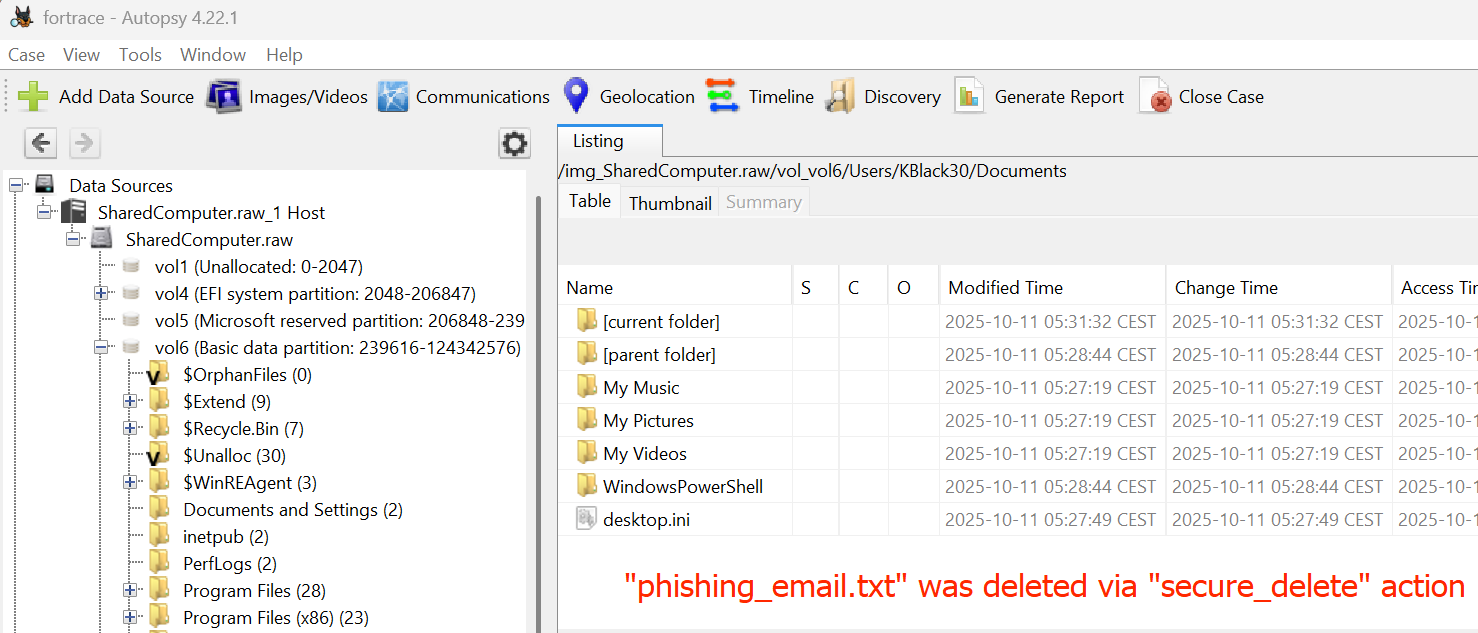 fortrace - Autopsy 4.22.1
Case View Tools Window Help
Add Data Source Images/Videos Communications Geolocation Timeline Discovery Generate Report Close Case
Listing
/img_SharedComputer.raw/vol_vol6/Users/KBlack30/Documents
Table Thumbnail Summary
Data Sources
SharedComputer.raw_1 Host
SharedComputer.raw
vol1 (Unallocated: 0-2047)
vol4 (EFI system partition: 2048-206847)
vol5 (Microsoft reserved partition: 206848-239
vol6 (Basic data partition: 239616-124342576)
$OrphanFiles (0)
$Extend (9)
$Recycle.Bin (7)
$Unalloc (30)
$WinREAgent (3)
Documents and Settings (2)
inetpub (2)
PerfLogs (2)
Program Files (28)
Program Files (x86) (23)
Name S C O Modified Time Change Time Access Tir
[current folder] 2025-10-11 05:31:32 CEST 2025-10-11 05:31:32 CEST 2025-10-1
[parent folder] 2025-10-11 05:28:44 CEST 2025-10-11 05:28:44 CEST 2025-10-1
My Music 2025-10-11 05:27:19 CEST 2025-10-11 05:27:19 CEST 2025-10-1
My Pictures 2025-10-11 05:27:19 CEST 2025-10-11 05:27:19 CEST 2025-10-1
My Videos 2025-10-11 05:27:19 CEST 2025-10-11 05:27:19 CEST 2025-10-1
WindowsPowerShell 2025-10-11 05:28:44 CEST 2025-10-11 05:28:44 CEST 2025-10-1
desktop.ini 2025-10-11 05:27:49 CEST 2025-10-11 05:27:49 CEST 2025-10-1
"phishing_email.txt" was deleted via "secure_delete" action